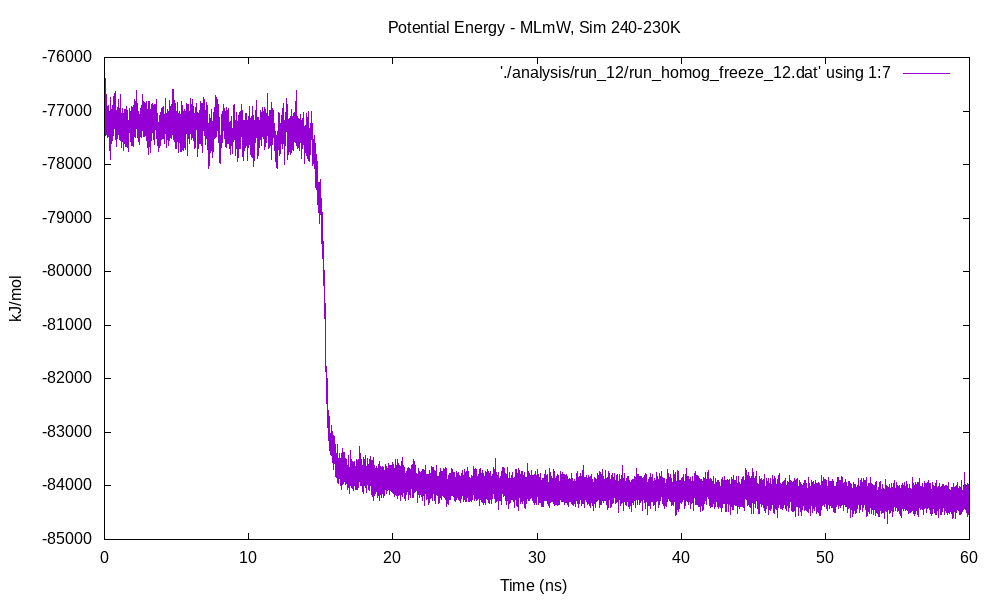 Potential Energy - MLmW, Sim 240-230K
'./analysis/run_12/run_homog_freeze_12.dat' using 1:7
kJ/mol
-76000
-77000
-78000
-79000
-80000
-81000
-82000
-83000
-84000
-85000
0 10 20 30 40 50 60
Time (ns)